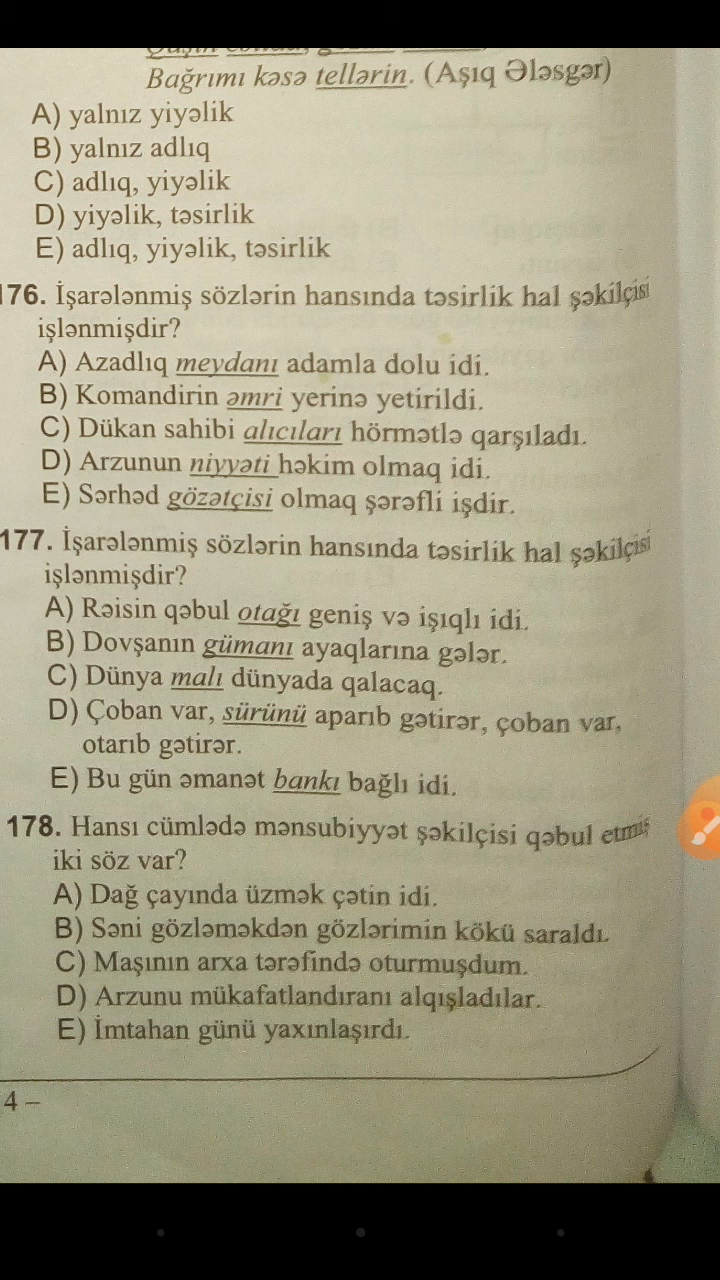 Bağrımı kəsə tellərin. (Aşıq Ələsgər)
A) yalnız yiyəlik
B) yalnız adlıq
C) adlıq, yiyəlik
D) yiyəlik, təsirlik
E) adlıq, yiyəlik, təsirlik
176. İşarələnmiş sözlərin hansında təsirlik hal şəkilçisi
işlənmişdir?
A) Azadlıq meydanı adamla dolu idi.
B) Komandirin əmri yerinə yetirildi.
C) Dükan sahibi alıcıları hörmətlə qarşıladı.
D) Arzunun niyyəti həkim olmaq idi.
E) Sərhəd gözətçisi olmaq şərəfli işdir.
177. İşarələnmiş sözlərin hansında təsirlik hal şəkilçisi
işlənmişdir?
A) Rəisin qəbul otağı geniş və işıqlı idi.
B) Dovşanın gümanı ayaqlarına gələr.
C) Dünya malı dünyada qalacaq.
D) Çoban var, sürünü aparıb gətirər, çoban var,
otarıb gətirər.
E) Bu gün əmanət bankı bağlı idi.
178. Hansı cümlədə mənsubiyyət şəkilçisi qəbul etmiş
iki söz var?
A) Dağ çayında üzmək çətin idi.
B) Səni gözləməkdən gözlərimin kökü saraldı.
C) Maşının arxa tərəfində oturmuşdum.
D) Arzunu mükafatlandıranı alqışladılar.
E) İmtahan günü yaxınlaşırdı.
4 –